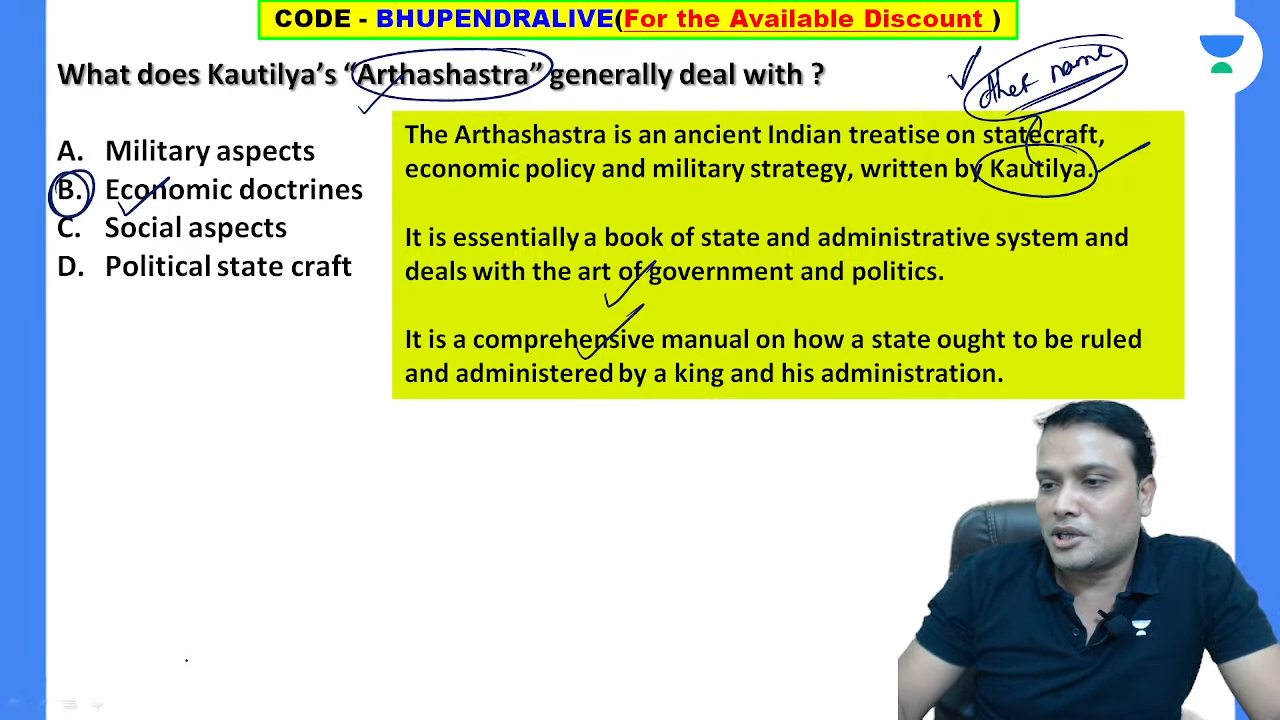 CODE - BHUPENDRALIVE(For the Available Discount )
What does Kautilya's "Arthashastra" generally deal with ?
other name
A. Military aspects
B. Economic doctrines
C. Social aspects
D. Political state craft
The Arthashastra is an ancient Indian treatise on statecraft,
economic policy and military strategy, written by Kautilya.
It is essentially a book of state and administrative system and
deals with the art of government and politics.
It is a comprehensive manual on how a state ought to be ruled
and administered by a king and his administration.